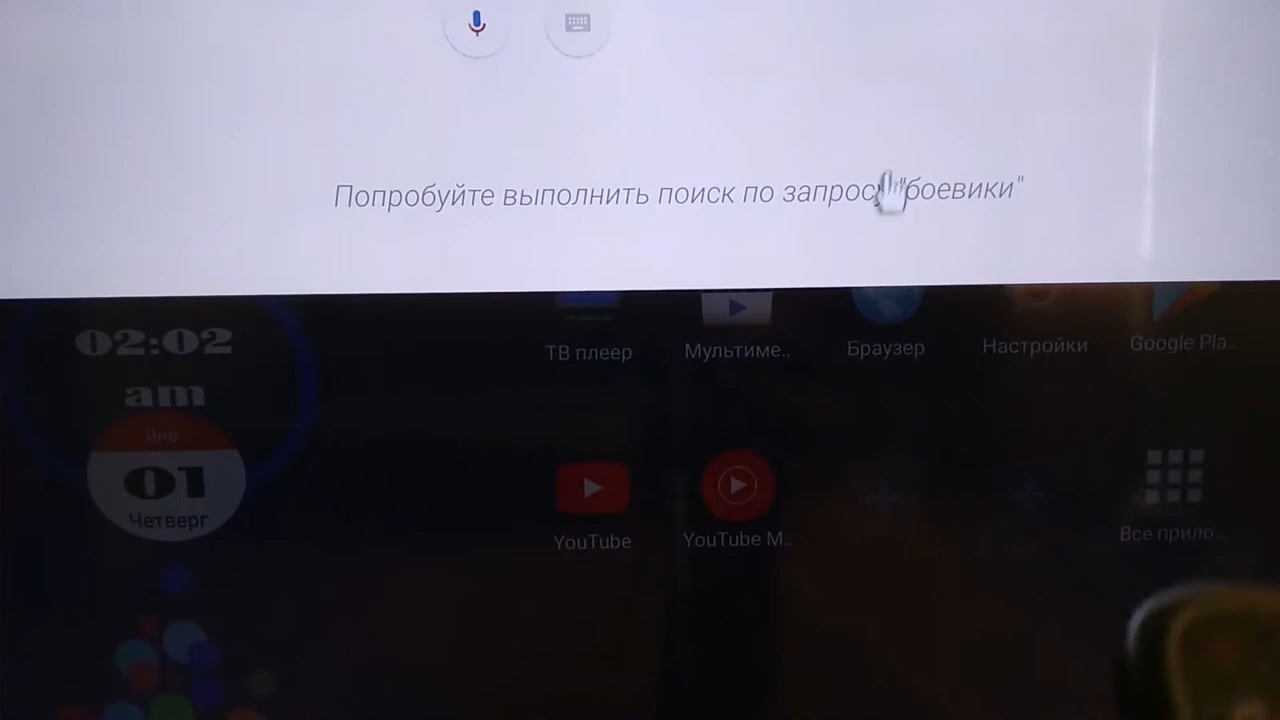 Попробуйте выполнить поиск по запросу "боевики"
02:02
am
Янв
01
Четверг
ТВ плеер
Мультиме..
Браузер
Настройки
Google Pla..
YouTube
YouTube M..
Все прило..